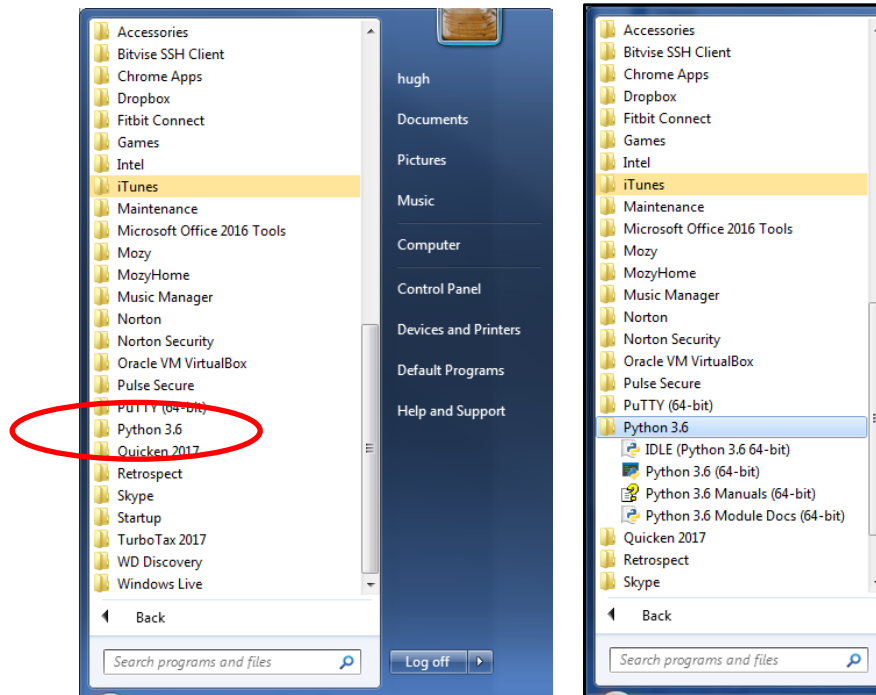 Accessories
Bitvise SSH Client
Chrome Apps
Dropbox
Fitbit Connect
Games
Intel
iTunes
Maintenance
Microsoft Office 2016 Tools
Mozy
MozyHome
Music Manager
Norton
Norton Security
Oracle VM VirtualBox
Pulse Secure
PuTTY (64-bit)
Python 3.6
Quicken 2017
Retrospect
Skype
Startup
TurboTax 2017
WD Discovery
Windows Live
Back
Search programs and files
hugh
Documents
Pictures
Music
Computer
Control Panel
Devices and Printers
Default Programs
Help and Support
Log off
Accessories
Bitvise SSH Client
Chrome Apps
Dropbox
Fitbit Connect
Games
Intel
iTunes
Maintenance
Microsoft Office 2016 Tools
Mozy
MozyHome
Music Manager
Norton
Norton Security
Oracle VM VirtualBox
Pulse Secure
PuTTY (64-bit)
Python 3.6
IDLE (Python 3.6 64-bit)
Python 3.6 (64-bit)
Python 3.6 Manuals (64-bit)
Python 3.6 Module Docs (64-bit)
Quicken 2017
Retrospect
Skype
Back
Search programs and files